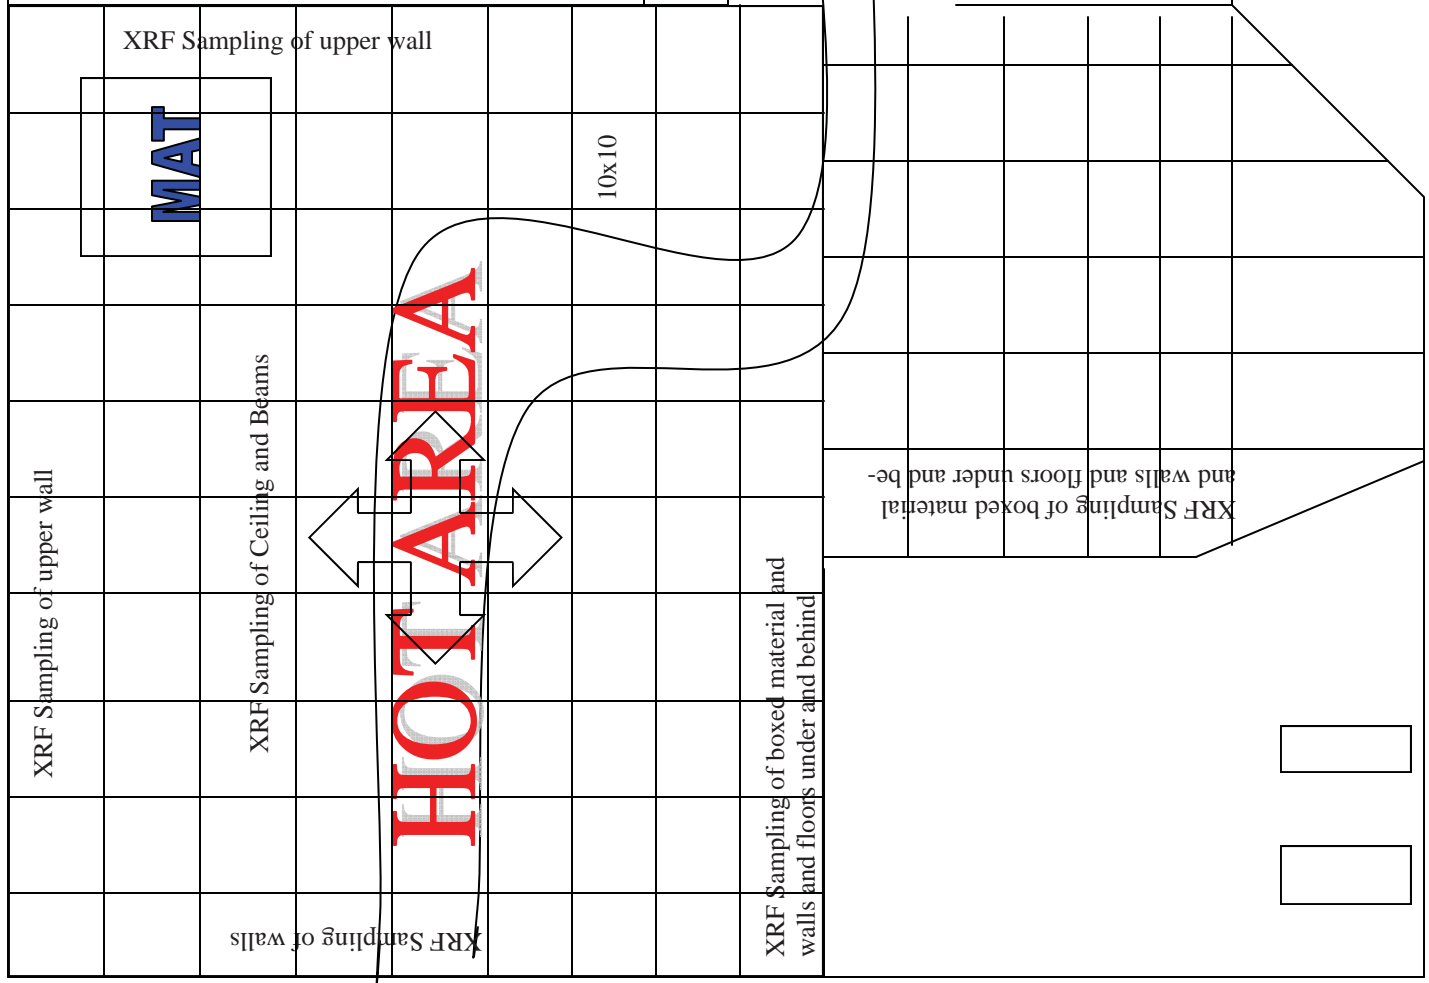 XRF Sampling of upper wall
MAT
10x10
HOT AREA
XRF Sampling of Ceiling and Beams
XRF Sampling of upper wall
XRF Sampling of boxed material
and walls and floors under and be-
XRF Sampling of boxed material and
walls and floors under and behind
XRF Sampling of walls